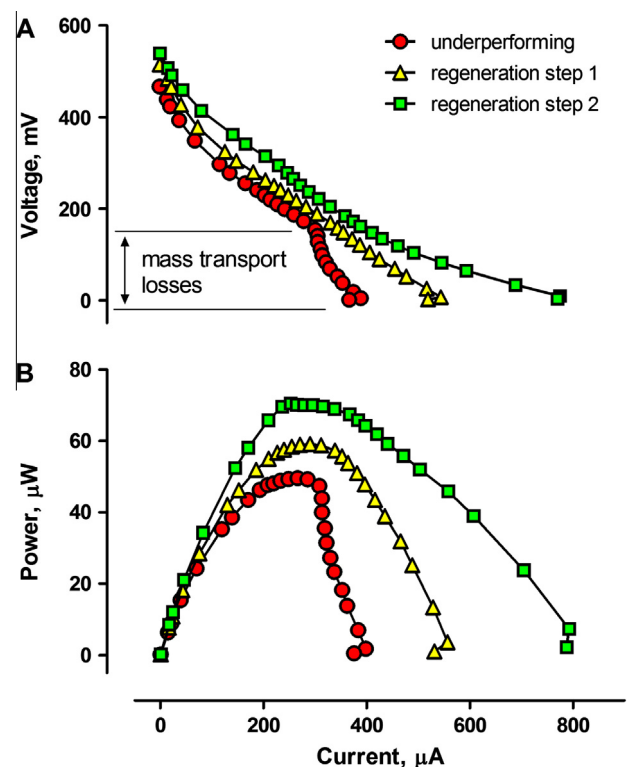 A
600
400
200
0
Voltage, mV
underperforming
regeneration step 1
regeneration step 2
mass transport
losses
B
80
60
40
20
0
Power, μW
0 200 400 600 800
Current, μA